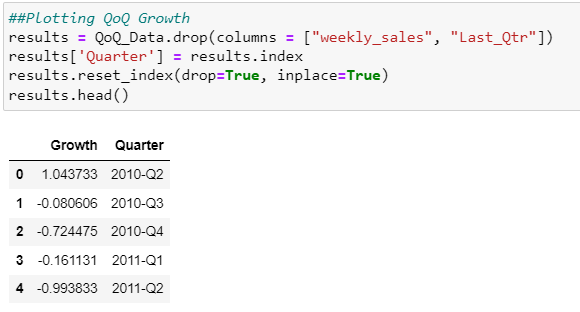 ##Plotting QoQ Growth
results = QoQ_Data.drop(columns = ["weekly_sales", "Last_Qtr"])
results['Quarter'] = results.index
results.reset_index(drop=True, inplace=True)
results.head()
Growth Quarter
0 1.043733 2010-Q2
1 -0.080606 2010-Q3
2 -0.724475 2010-Q4
3 -0.161131 2011-Q1
4 -0.993833 2011-Q2